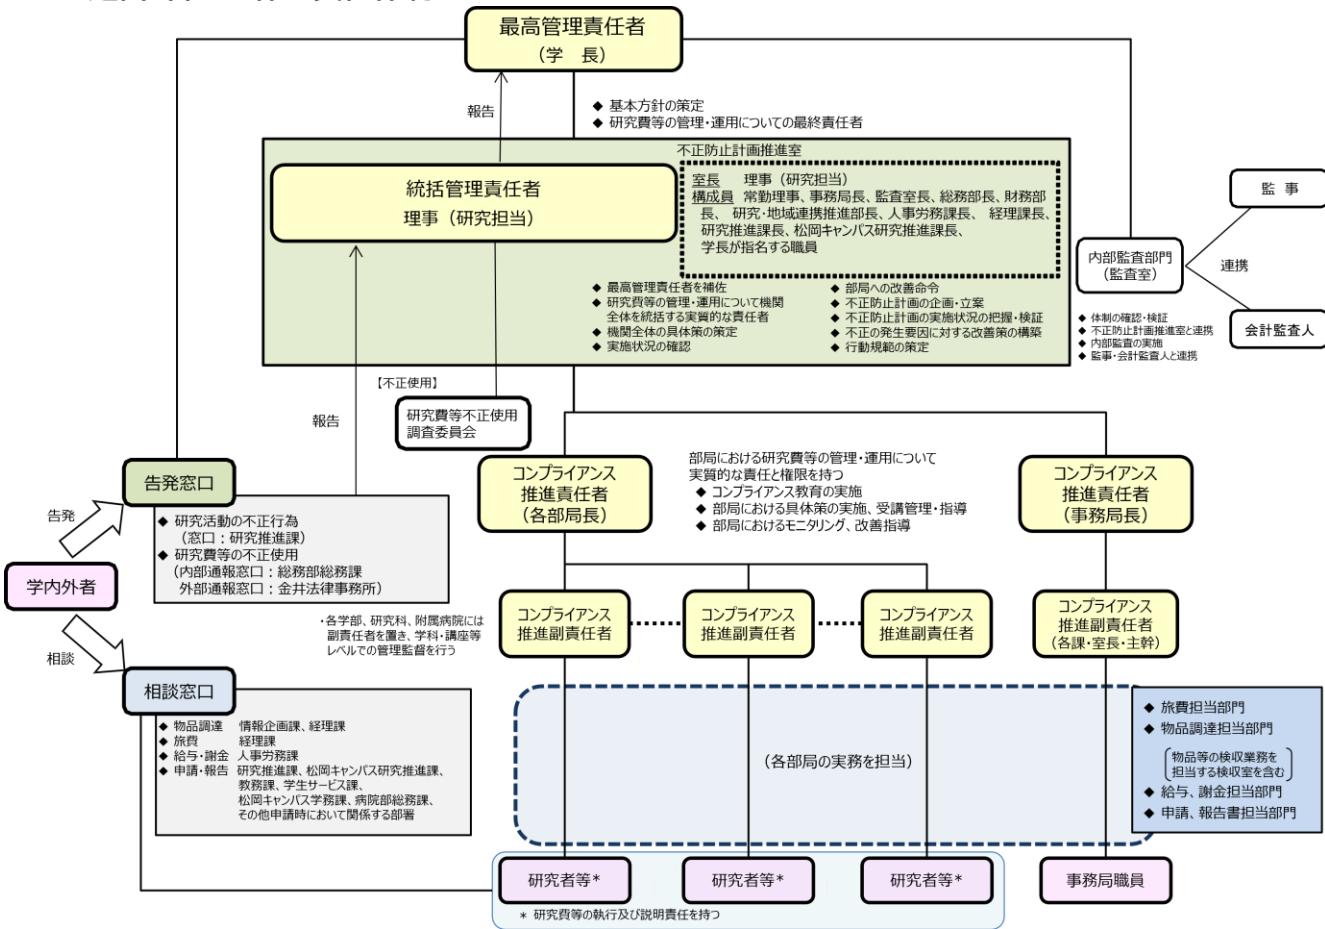 最高管理責任者
（学　長）
報告
◆ 基本方針の策定
◆ 研究費等の管理・運用についての最終責任者
不正防止計画推進室
統括管理責任者
理事（研究担当）
室長　理事（研究担当）
構成員　常勤理事、事務局長、監査室長、総務部長、財務部
長、 研究・地域連携推進部長、人事労務課長、 経理課長、
研究推進課長、松岡キャンパス研究推進課長、
学長が指名する職員
◆ 最高管理責任者を補佐
◆ 研究費等の管理・運用について機関
全体を統括する実質的な責任者
◆ 機関全体の具体策の策定
◆ 実施状況の確認
◆ 部局への改善命令
◆ 不正防止計画の企画・立案
◆ 不正防止計画の実施状況の把握・検証
◆ 不正の発生要因に対する改善策の構築
◆ 行動規範の策定
監 事
内部監査部門
（監査室）
連携
会計監査人
◆ 体制の確認・検証
◆ 不正防止計画推進室と連携
◆ 内部監査の実施
◆ 監事・会計監査人と連携
【不正使用】
研究費等不正使用
調査委員会
報告
告発窓口
告発
◆ 研究活動の不正行為
（窓口：研究推進課）
◆ 研究費等の不正使用
（内部通報窓口：総務部総務課
外部通報窓口：金井法律事務所）
学内外者
相談
コンプライアンス
推進責任者
（各部局長）
部局における研究費等の管理・運用について
実質的な責任と権限を持つ
◆ コンプライアンス教育の実施
◆ 部局における具体策の実施、受講管理・指導
◆ 部局におけるモニタリング、改善指導
コンプライアンス
推進責任者
（事務局長）
・各学部、研究科、附属病院には
副責任者を置き、学科・講座等
レベルでの管理監督を行う
コンプライアンス
推進副責任者
コンプライアンス
推進副責任者
コンプライアンス
推進副責任者
コンプライアンス
推進副責任者
（各課・室長・主幹）
相談窓口
◆ 物品調達　情報企画課、経理課
◆ 旅費　経理課
◆ 給与・謝金　人事労務課
◆ 申請・報告　研究推進課、松岡キャンパス研究推進課、
教務課、学生サービス課、
松岡キャンパス学務課、病院部総務課、
その他申請時において関係する部署
（各部局の実務を担当）
◆ 旅費担当部門
◆ 物品調達担当部門
（物品等の検収業務を
担当する検収室を含む）
◆ 給与、謝金担当部門
◆ 申請、報告書担当部門
研究者等*
研究者等*
研究者等*
事務局職員
* 研究費等の執行及び説明責任を持つ